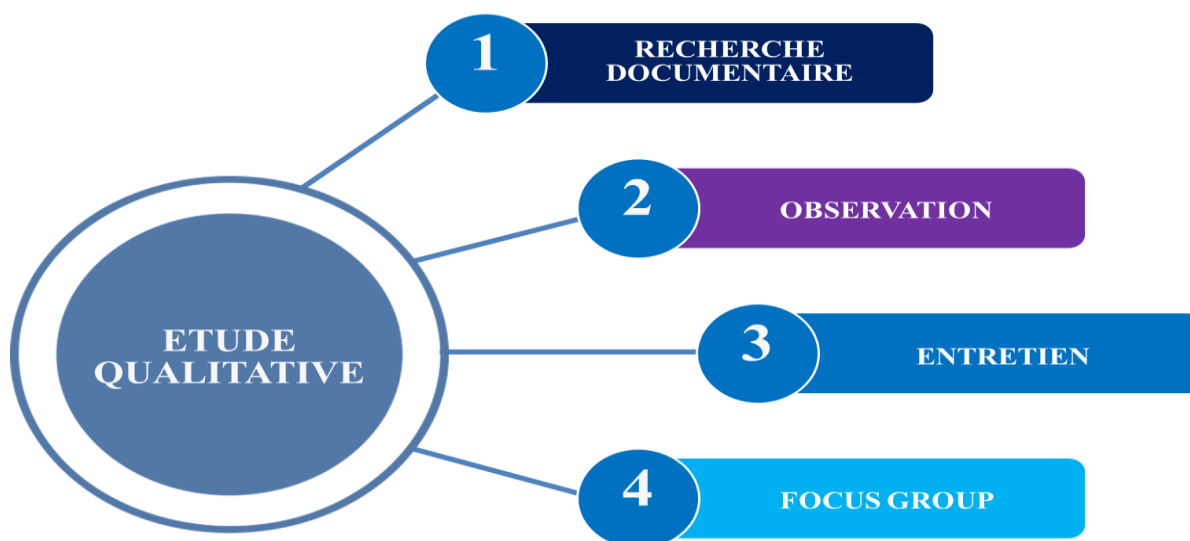 1
RECHERCHE
DOCUMENTAIRE
2
OBSERVATION
ETUDE
QUALITATIVE
3
ENTRETIEN
4
FOCUS GROUP